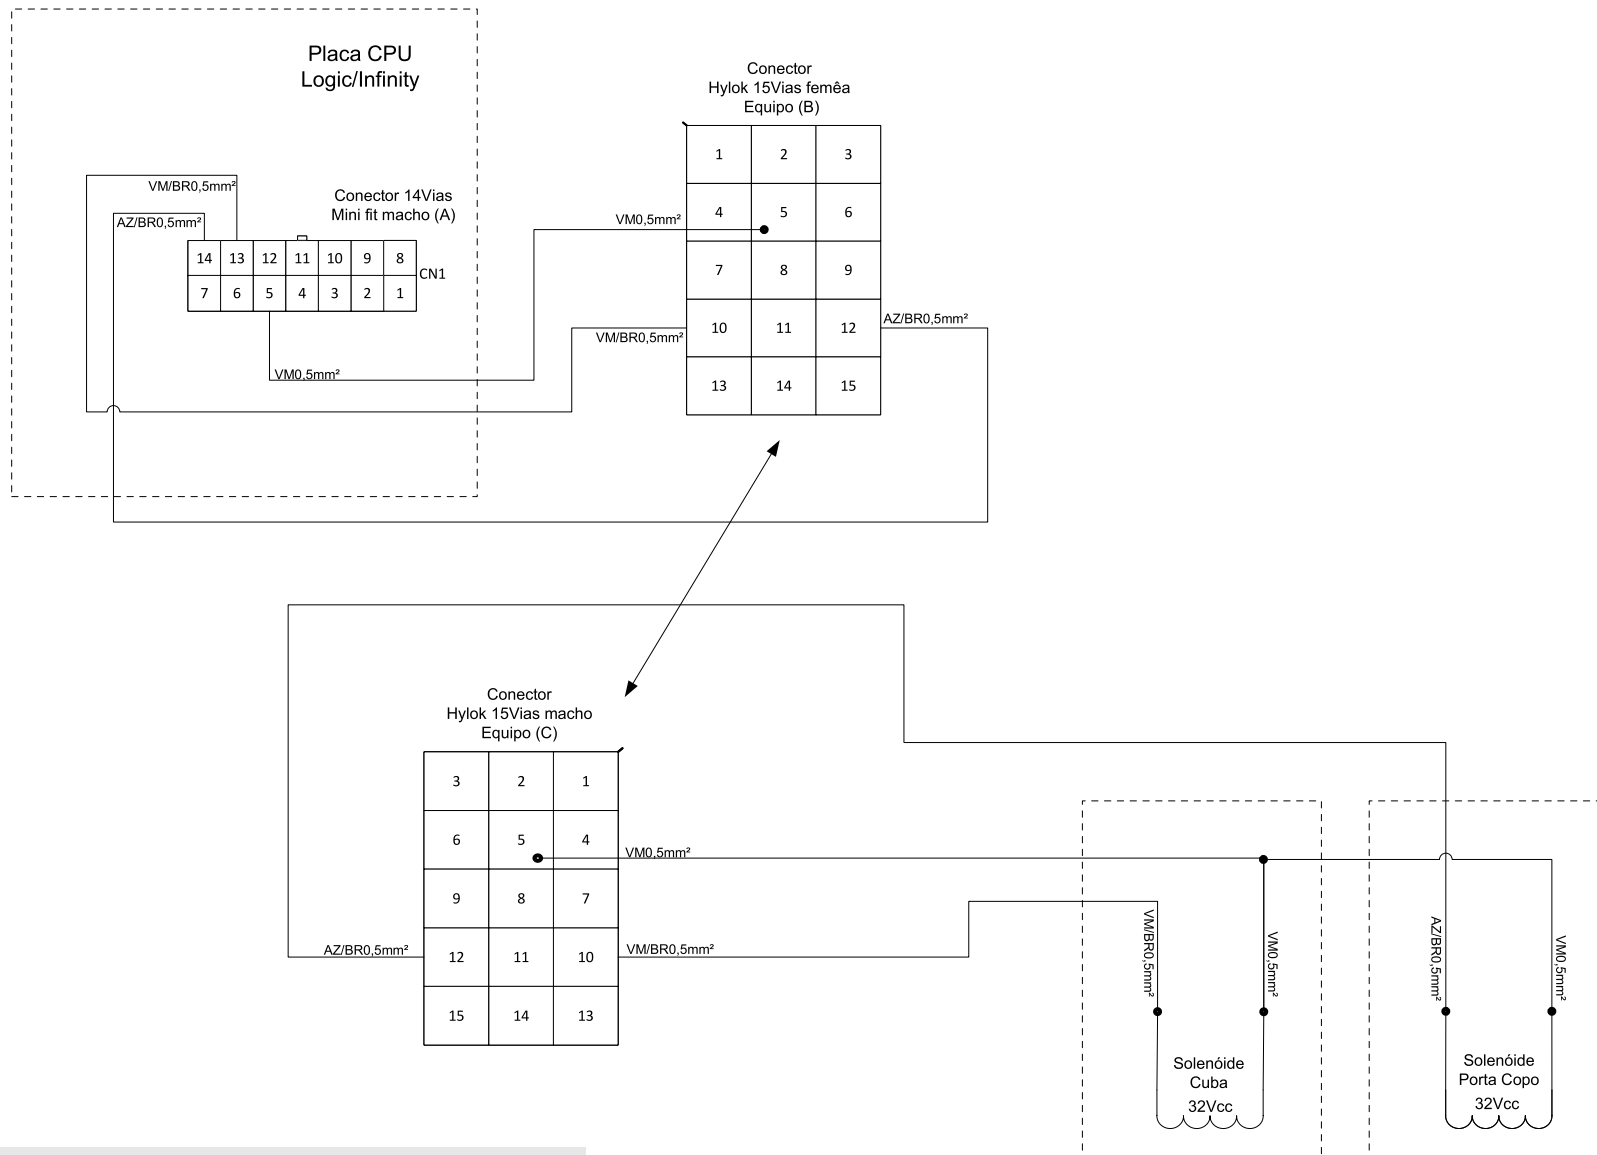 Placa CPU
Logic/Infinity
Conector
Hylok 15Vias femêa
Equipo (B)
1 2 3
4 5 6
7 8 9
10 11 12
13 14 15
VM/BR0,5mm²
AZ/BR0,5mm²
Conector 14Vias
Mini fit macho (A)
14 13 12 11 10 9 8
7 6 5 4 3 2 1
CN1
VM0,5mm²
VM0,5mm²
VM/BR0,5mm²
AZ/BR0,5mm²
Conector
Hylok 15Vias macho
Equipo (C)
3 2 1
6 5 4
9 8 7
12 11 10
15 14 13
VM0,5mm²
AZ/BR0,5mm²
VM/BR0,5mm²
VM/BR0,5mm²
VM0,5mm²
AZ/BR0,5mm²
VM0,5mm²
Solenóide
Cuba
32Vcc
Solenóide
Porta Copo
32Vcc